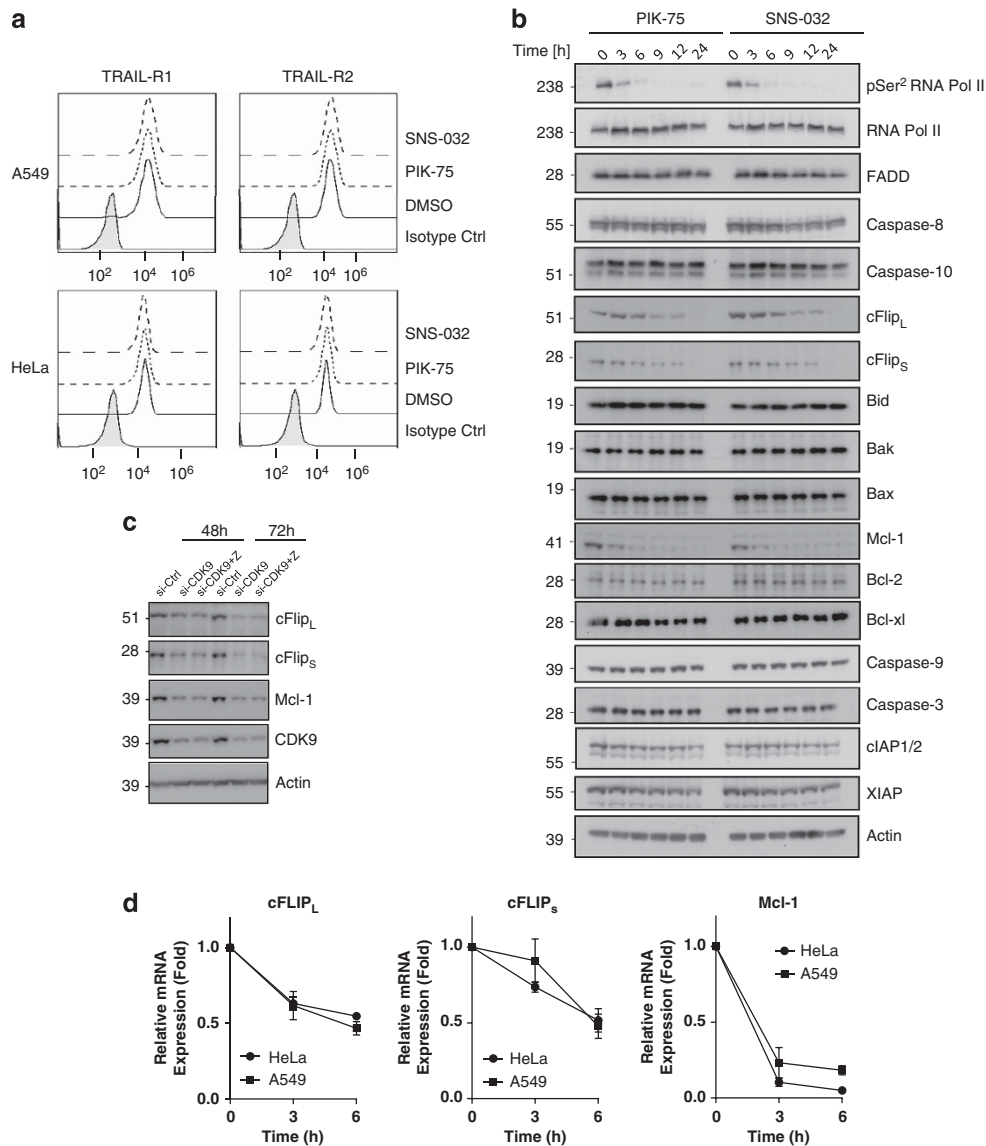 a
TRAIL-R1
TRAIL-R2
A549
SNS-032
PIK-75
DMSO
Isotype Ctrl
10² 10⁴ 10⁶
10² 10⁴ 10⁶
HeLa
SNS-032
PIK-75
DMSO
Isotype Ctrl
10² 10⁴ 10⁶
10² 10⁴ 10⁶
b
PIK-75
SNS-032
Time [h] 0 3 6 9 12 24 0 3 6 9 12 24
238 pSer² RNA Pol II
238 RNA Pol II
28 FADD
55 Caspase-8
51 Caspase-10
51 cFlipL
28 cFlipS
19 Bid
19 Bak
19 Bax
41 Mcl-1
28 Bcl-2
28 Bcl-xl
39 Caspase-9
28 Caspase-3
55 cIAP1/2
55 XIAP
39 Actin
c
48h 72h
si-Ctrl si-CDK9 si-CDK9+Z si-Ctrl si-CDK9 si-CDK9+Z
51 cFlipL
28 cFlipS
39 Mcl-1
39 CDK9
39 Actin
d
cFLIPL
Relative mRNA
Expression (Fold)
1.0
0.5
0.0
HeLa
A549
0 3 6
Time (h)
cFLIPs
Relative mRNA
Expression (Fold)
1.0
0.5
0.0
HeLa
A549
0 3 6
Time (h)
Mcl-1
Relative mRNA
Expression (Fold)
1.0
0.5
0.0
HeLa
A549
0 3 6
Time (h)